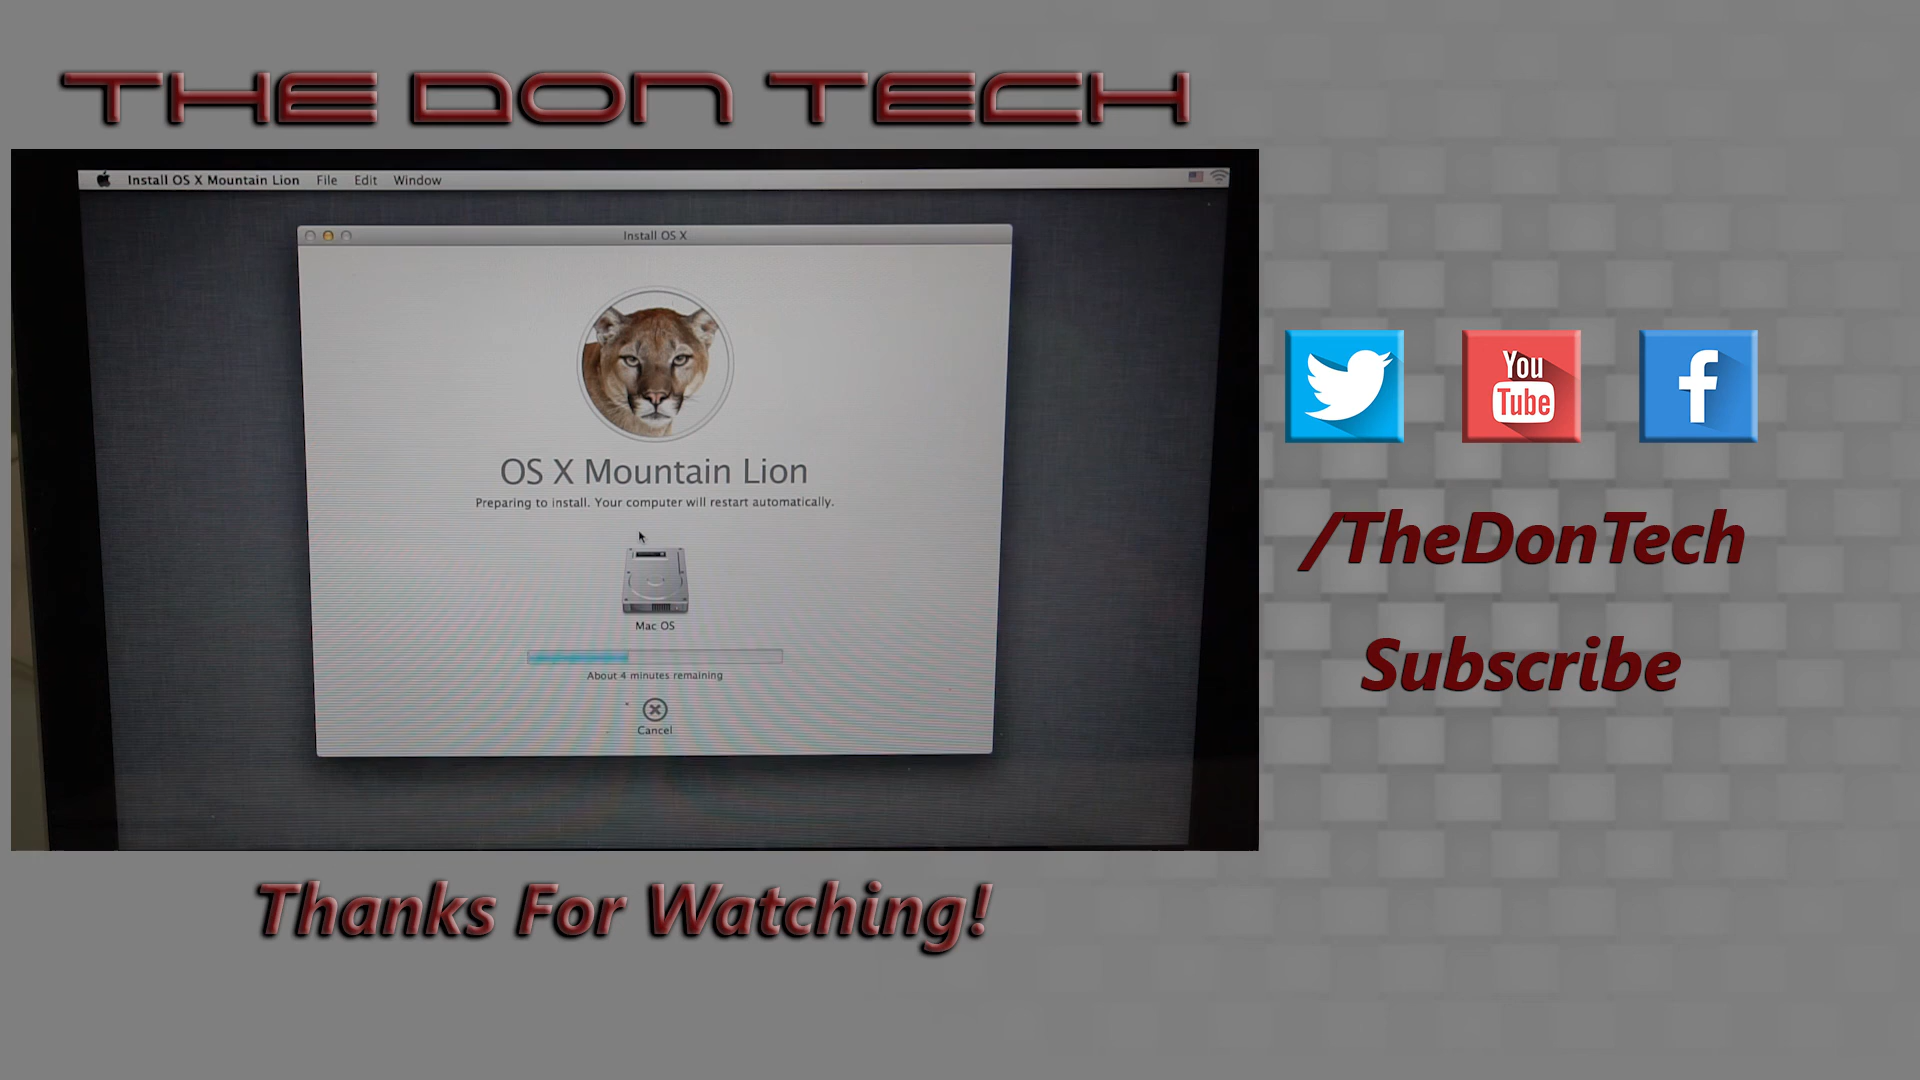 THE DON TECH
Install OS X Mountain Lion File Edit Window
Install OS X
OS X Mountain Lion
Preparing to install. Your computer will restart automatically.
Mac OS
About 4 minutes remaining
Cancel
You
Tube
/TheDonTech
Subscribe
Thanks For Watching!